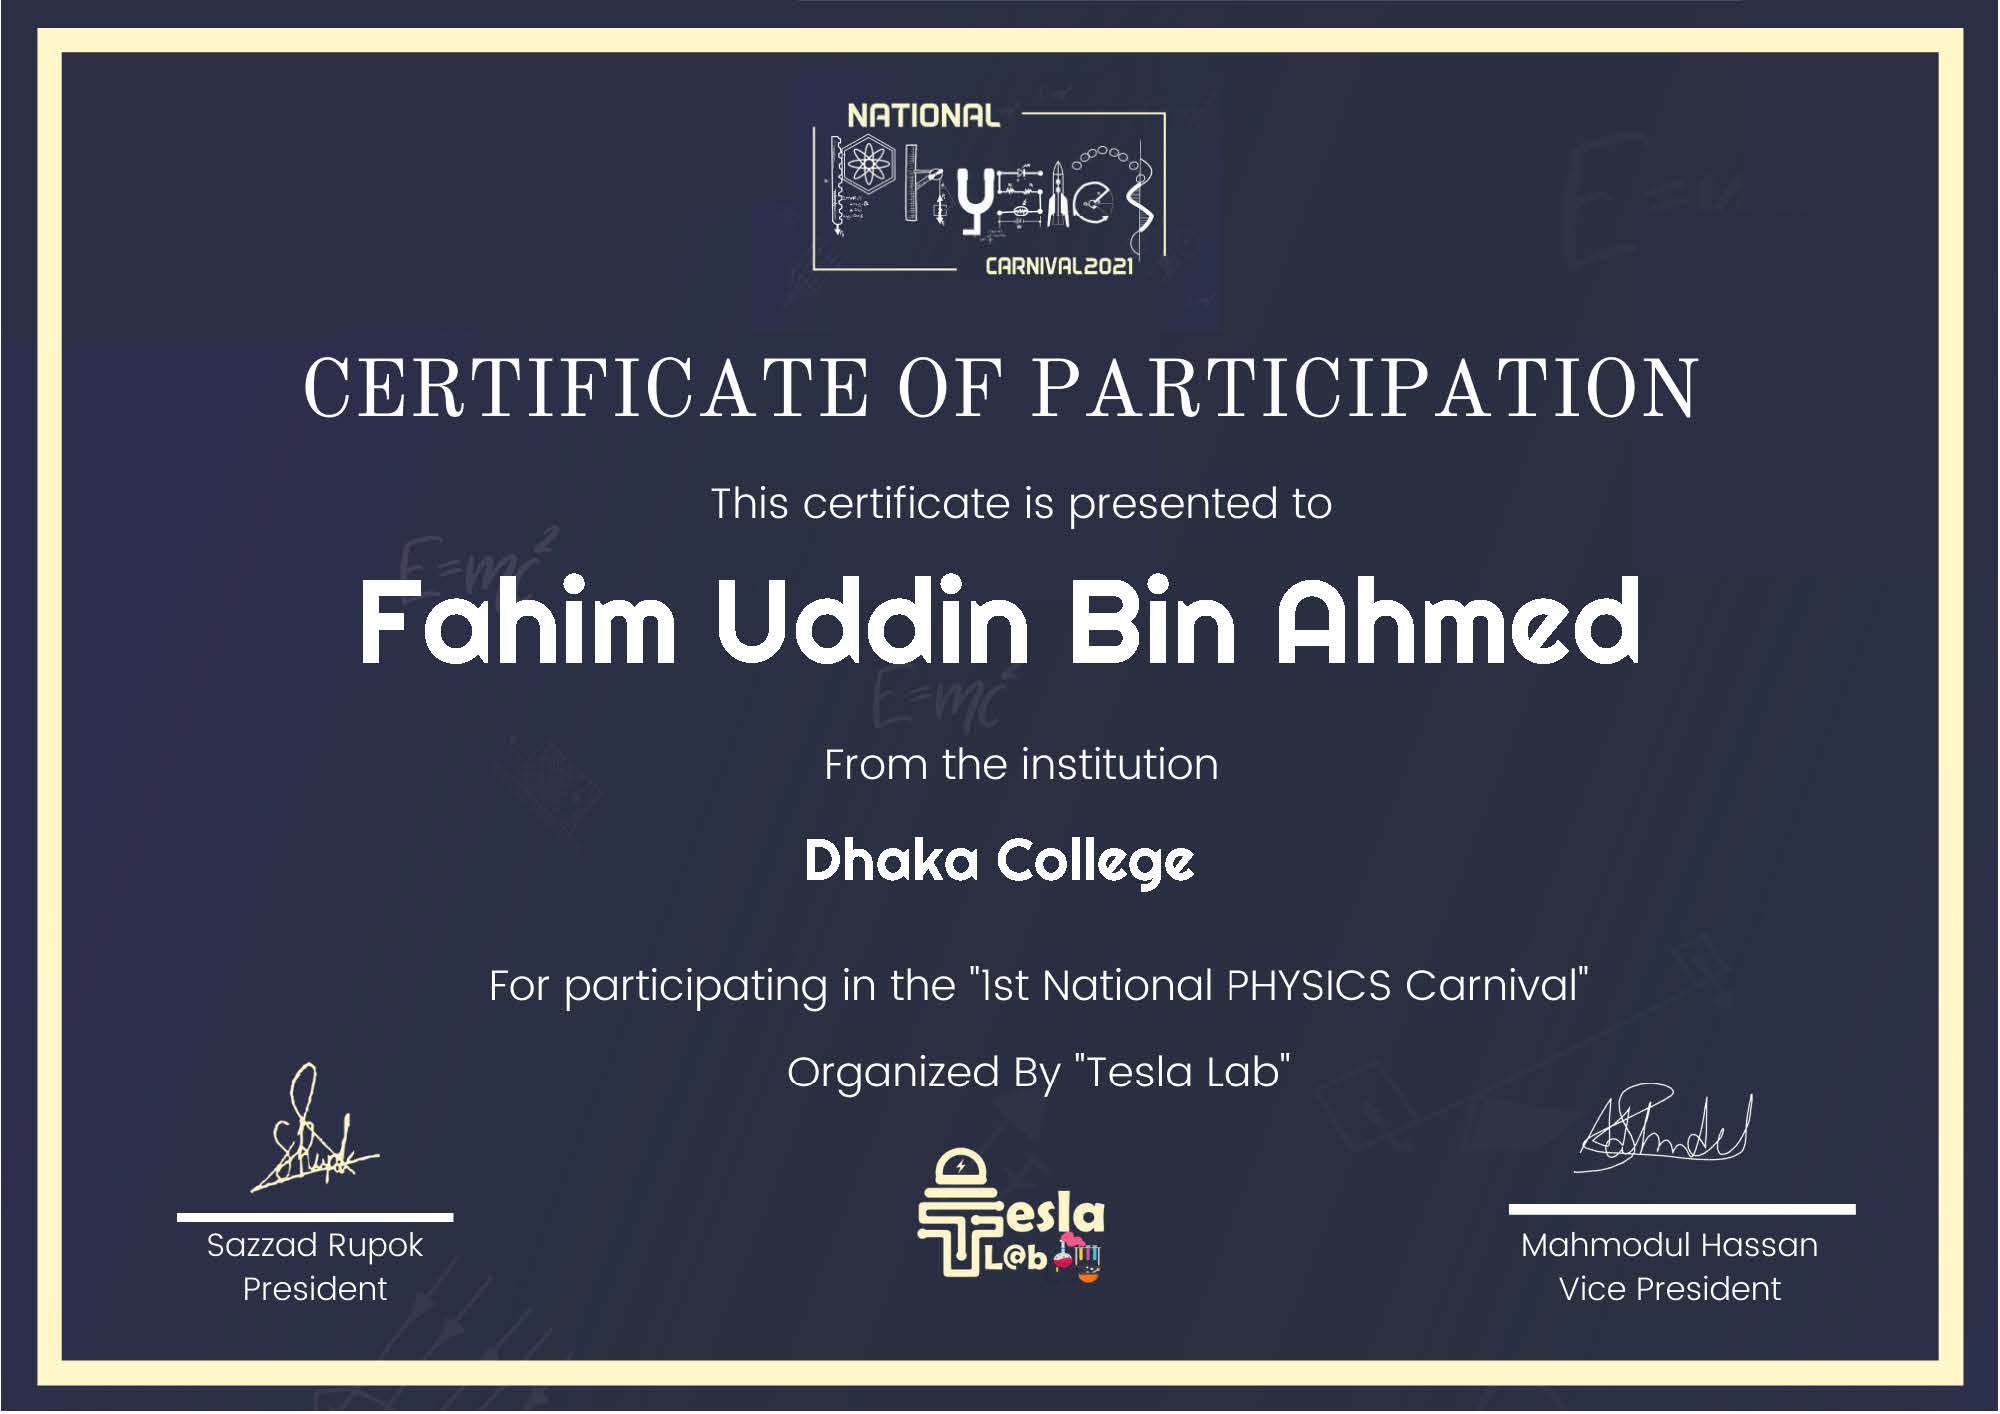 NATIONAL
Physics
CARNIVAL2021
E=m
CERTIFICATE OF PARTICIPATION
This certificate is presented to
E=mc²
Fahim Uddin Bin Ahmed
E=mc²
From the institution
Dhaka College
For participating in the "1st National PHYSICS Carnival"
Organized By "Tesla Lab"
Tesla
L@b
Sazzad Rupok
President
Mahmodul Hassan
Vice President